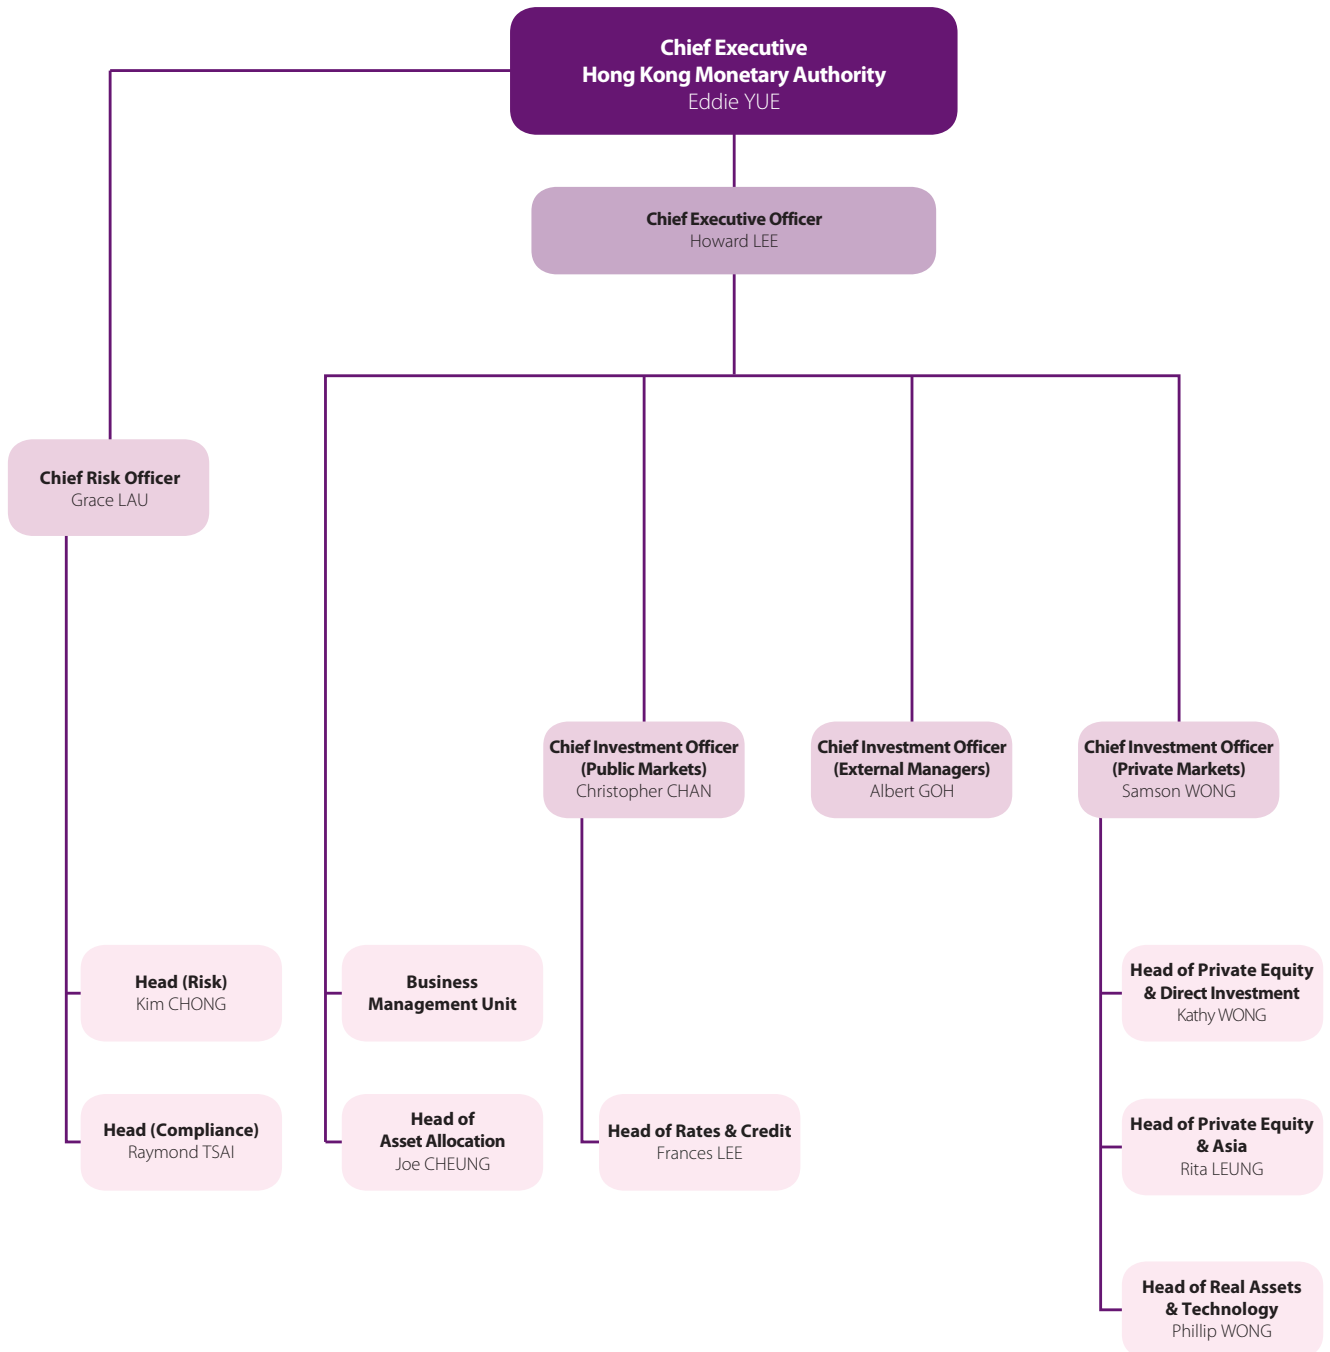 Chief Executive
Hong Kong Monetary Authority
Eddie YUE
Chief Executive Officer
Howard LEE
Chief Risk Officer
Grace LAU
Chief Investment Officer
(Public Markets)
Christopher CHAN
Chief Investment Officer
(External Managers)
Albert GOH
Chief Investment Officer
(Private Markets)
Samson WONG
Head (Risk)
Kim CHONG
Business
Management Unit
Head of Private Equity
& Direct Investment
Kathy WONG
Head (Compliance)
Raymond TSAI
Head of
Asset Allocation
Joe CHEUNG
Head of Rates & Credit
Frances LEE
Head of Private Equity
& Asia
Rita LEUNG
Head of Real Assets
& Technology
Phillip WONG